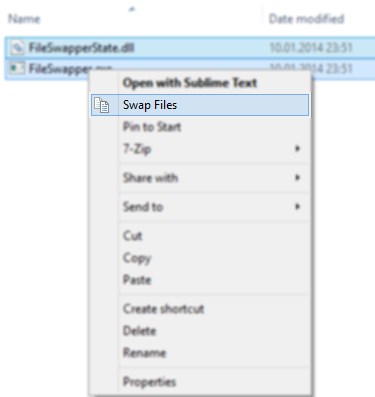 Name Date modified
FileSwapperState.dll 10.01.2014 23:51
FileSwapper.exe 10.01.2014 23:51
Open with Sublime Text
Swap Files
Pin to Start
7-Zip
Share with
Send to
Cut
Copy
Paste
Create shortcut
Delete
Rename
Properties